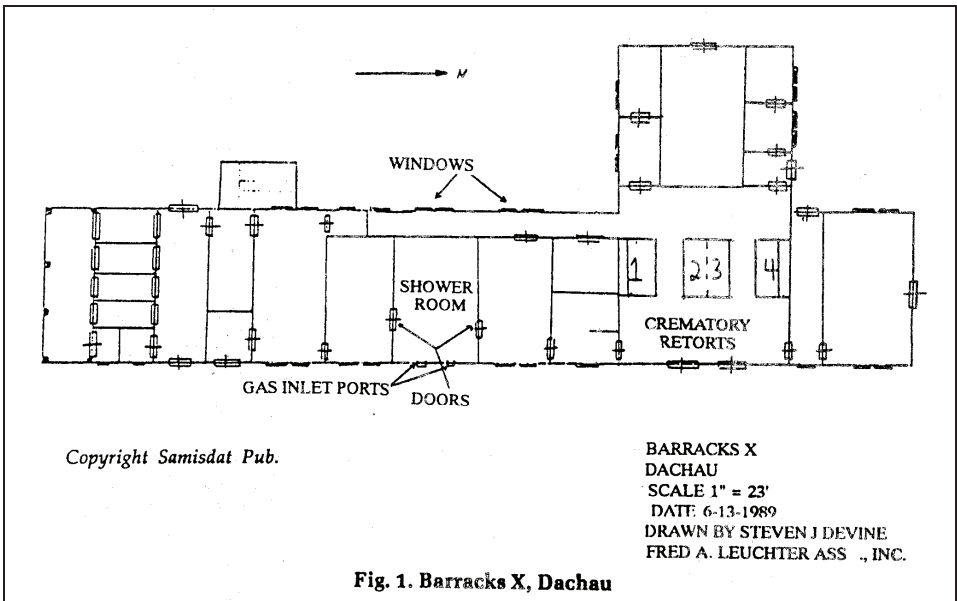 N
WINDOWS
SHOWER
ROOM
1
2 3
4
CREMATORY
RETORTS
GAS INLET PORTS
DOORS
Copyright Samisdat Pub.
BARRACKS X
DACHAU
SCALE 1" = 23'
DATE 6-13-1989
DRAWN BY STEVEN J DEVINE
FRED A. LEUCHTER ASS ., INC.
Fig. 1. Barracks X, Dachau